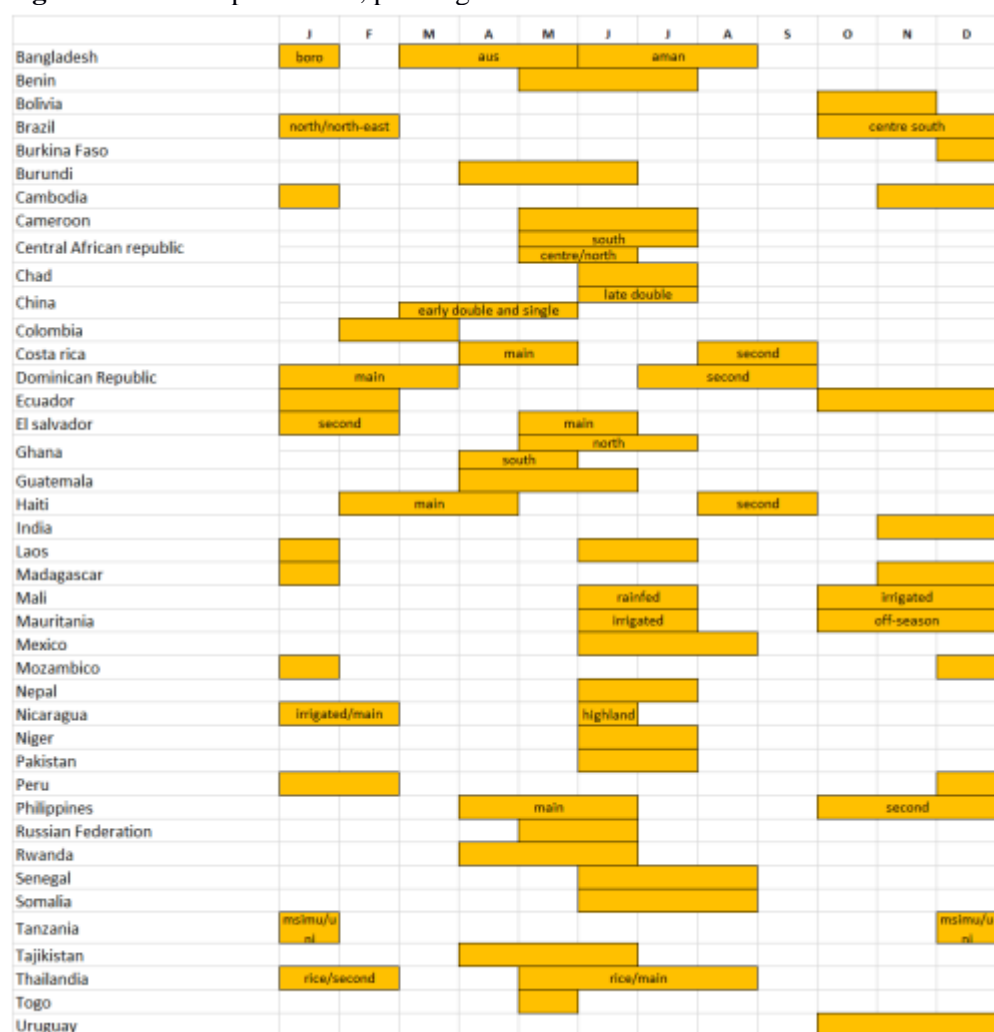 J F M A M J J A S O N D
Bangladesh boro aus aman
Benin
Bolivia
Brazil north/north-east centre south
Burkina Faso
Burundi
Cambodia
Cameroon
south
Central African republic
centre/north
Chad
late double
China
early double and single
Colombia
Costa rica main second
Dominican Republic main second
Ecuador
El salvador second main
north
Ghana
south
Guatemala
Haiti main second
India
Laos
Madagascar
Mali rainfed irrigated
Mauritania irrigated off-season
Mexico
Mozambico
Nepal
Nicaragua irrigated/main highland
Niger
Pakistan
Peru
Philippines main second
Russian Federation
Rwanda
Senegal
Somalia
Tanzania msimu/u msimu/u
ni ni
Tajikistan
Thailandia rice/second rice/main
Togo
Uruguay